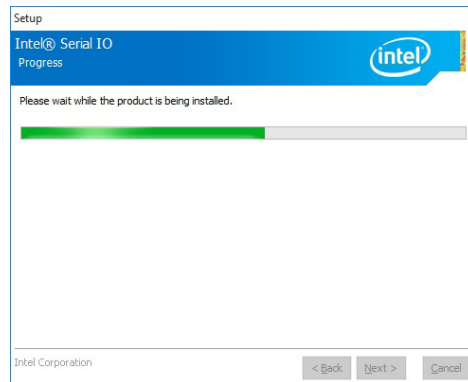 Setup
Intel® Serial IO
Progress
intel
Please wait while the product is being installed.
Intel Corporation
< Back
Next >
Cancel